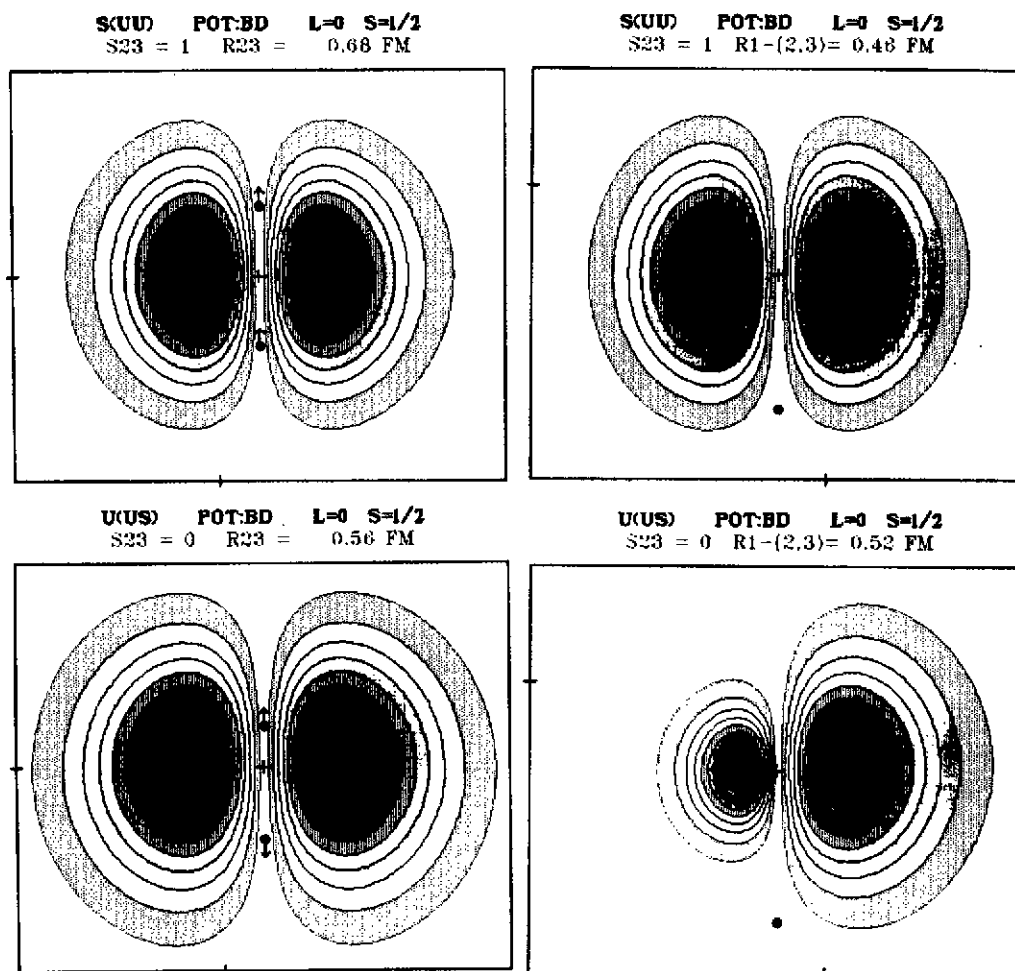 S(UU) POT:BD L=0 S=1/2
S23 = 1 R23 = 0.68 FM
S(UU) POT:BD L=0 S=1/2
S23 = 1 R1-(2,3)= 0.46 FM
U(US) POT:BD L=0 S=1/2
S23 = 0 R23 = 0.56 FM
U(US) POT:BD L=0 S=1/2
S23 = 0 R1-(2,3)= 0.52 FM